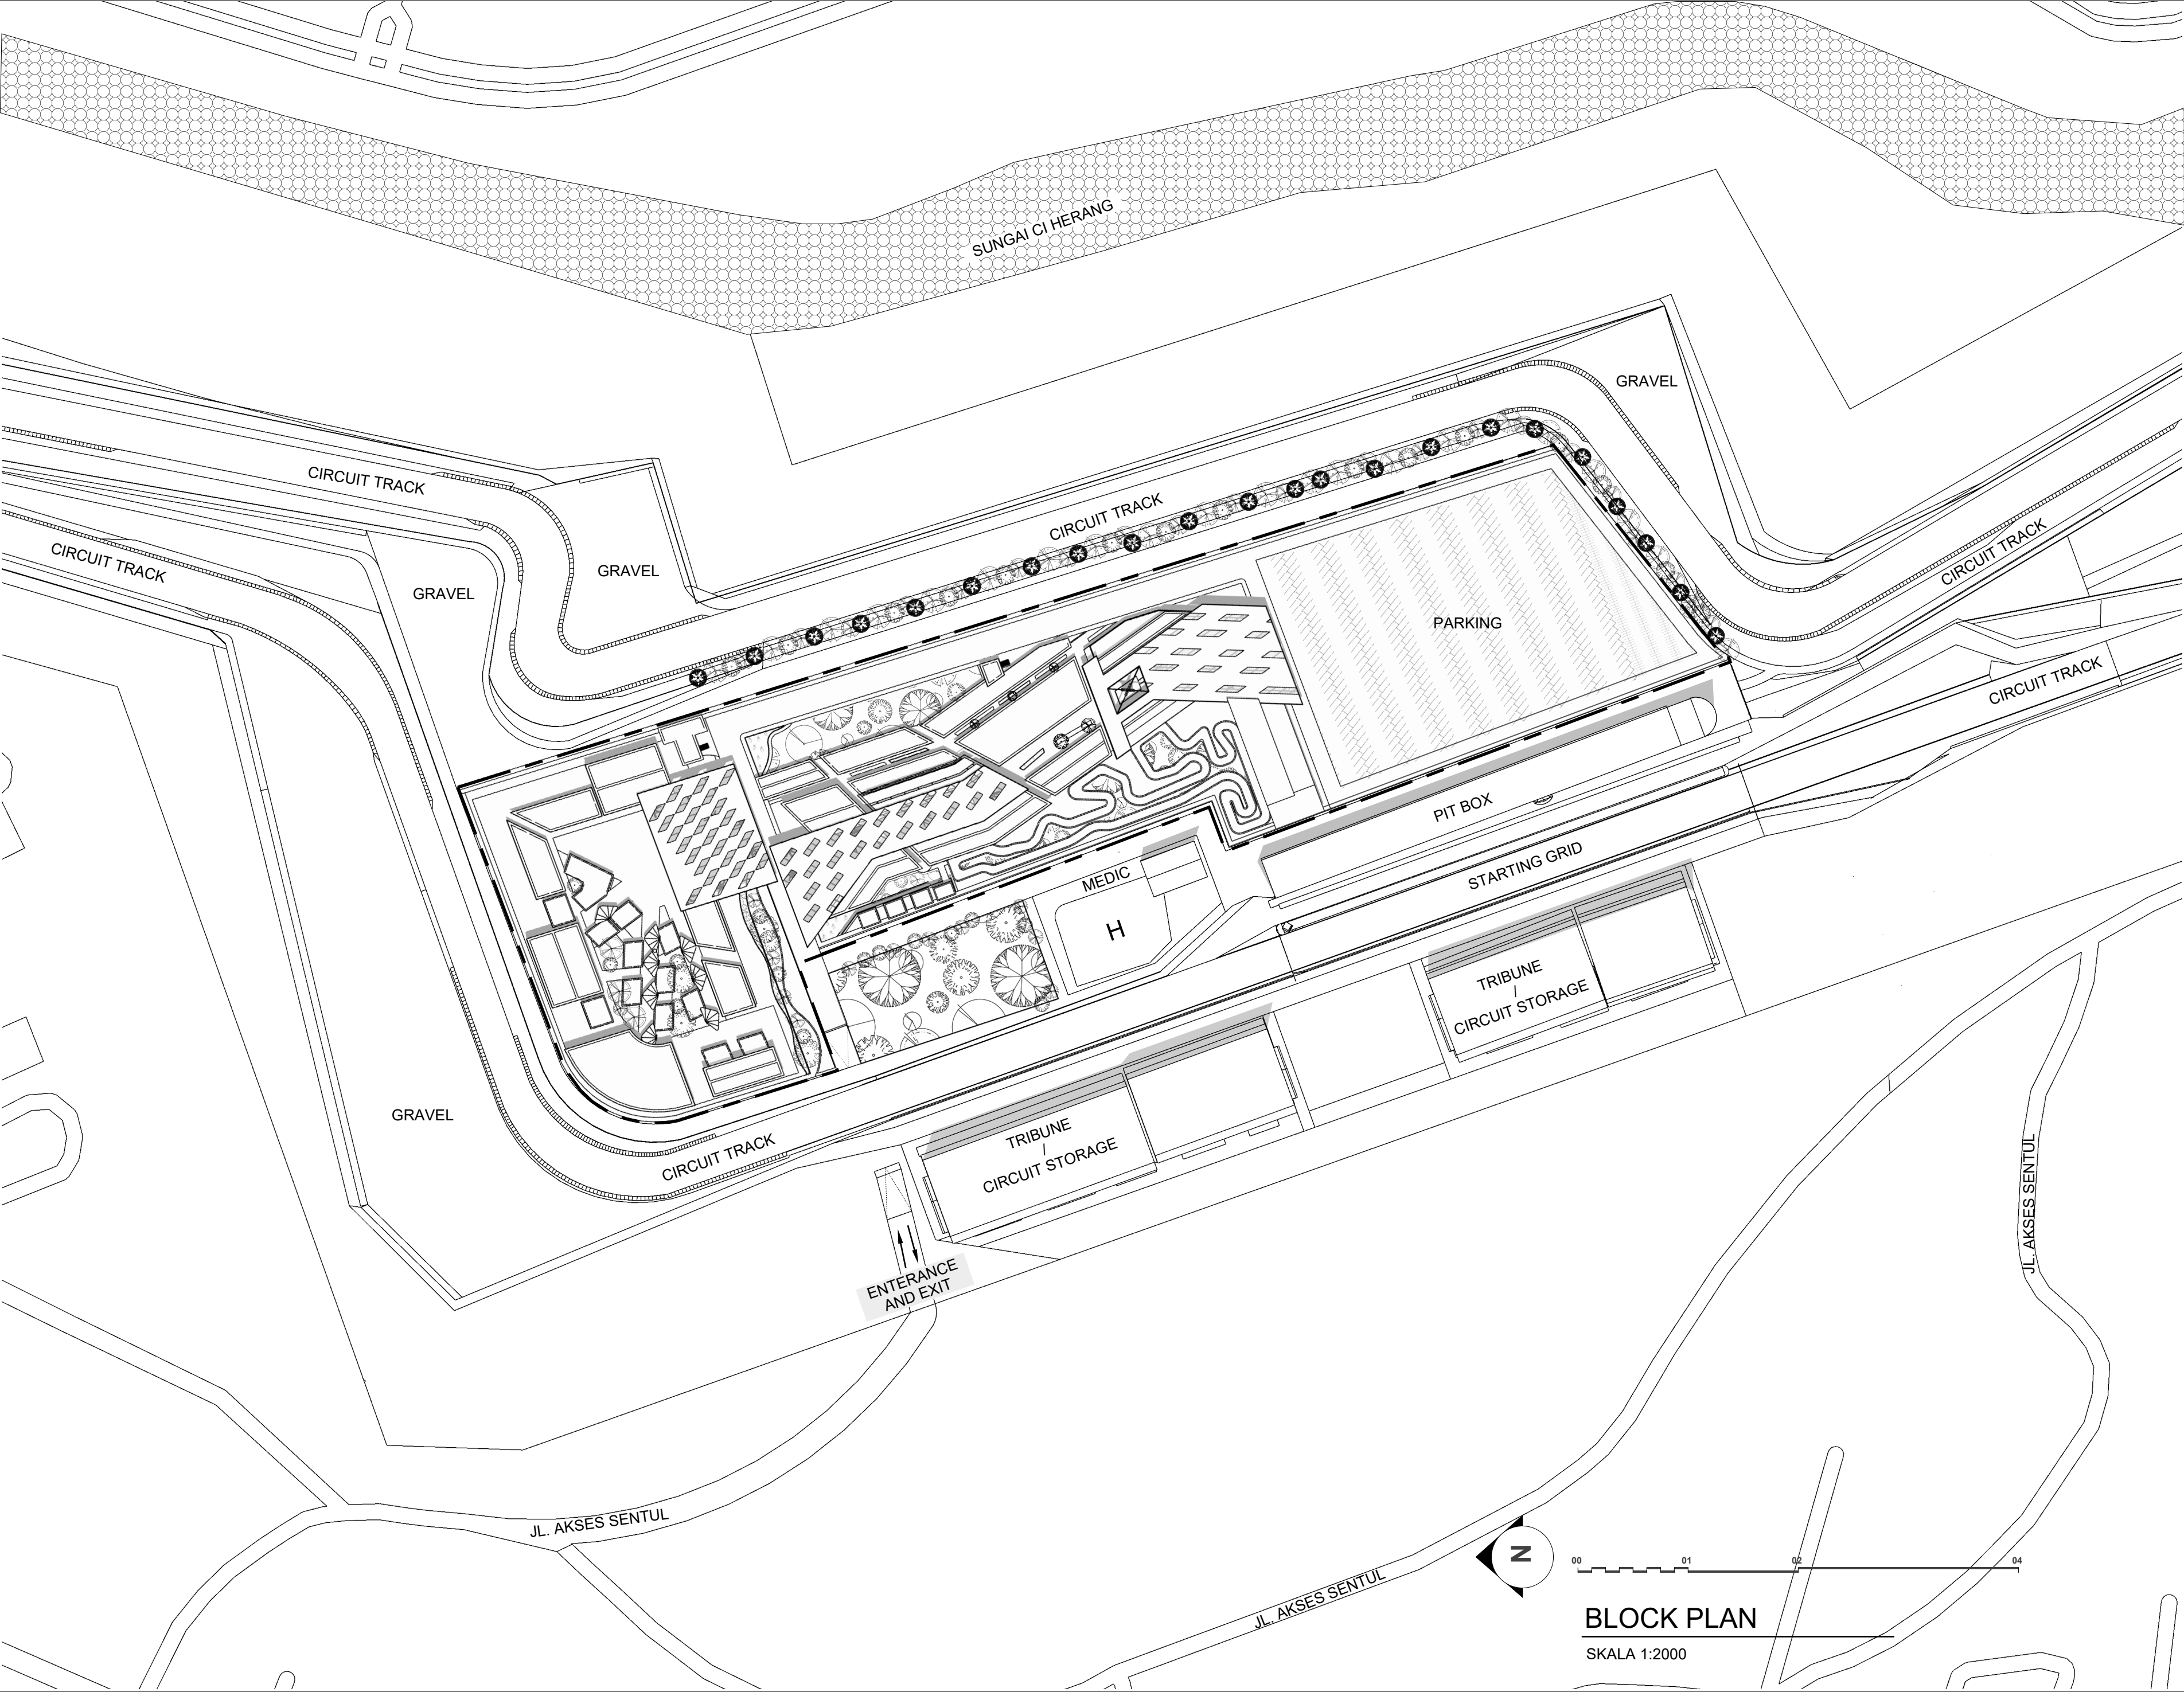 SUNGAI CI HERANG
GRAVEL
CIRCUIT TRACK
CIRCUIT TRACK
CIRCUIT TRACK
GRAVEL
GRAVEL
CIRCUIT TRACK
PARKING
CIRCUIT TRACK
PIT BOX
STARTING GRID
MEDIC
H
TRIBUNE
/
CIRCUIT STORAGE
GRAVEL
CIRCUIT TRACK
TRIBUNE
/
CIRCUIT STORAGE
ENTERANCE
AND EXIT
JL. AKSES SENTUL
JL. AKSES SENTUL
JL. AKSES SENTUL
N
00 01 02 04
BLOCK PLAN
SKALA 1:2000